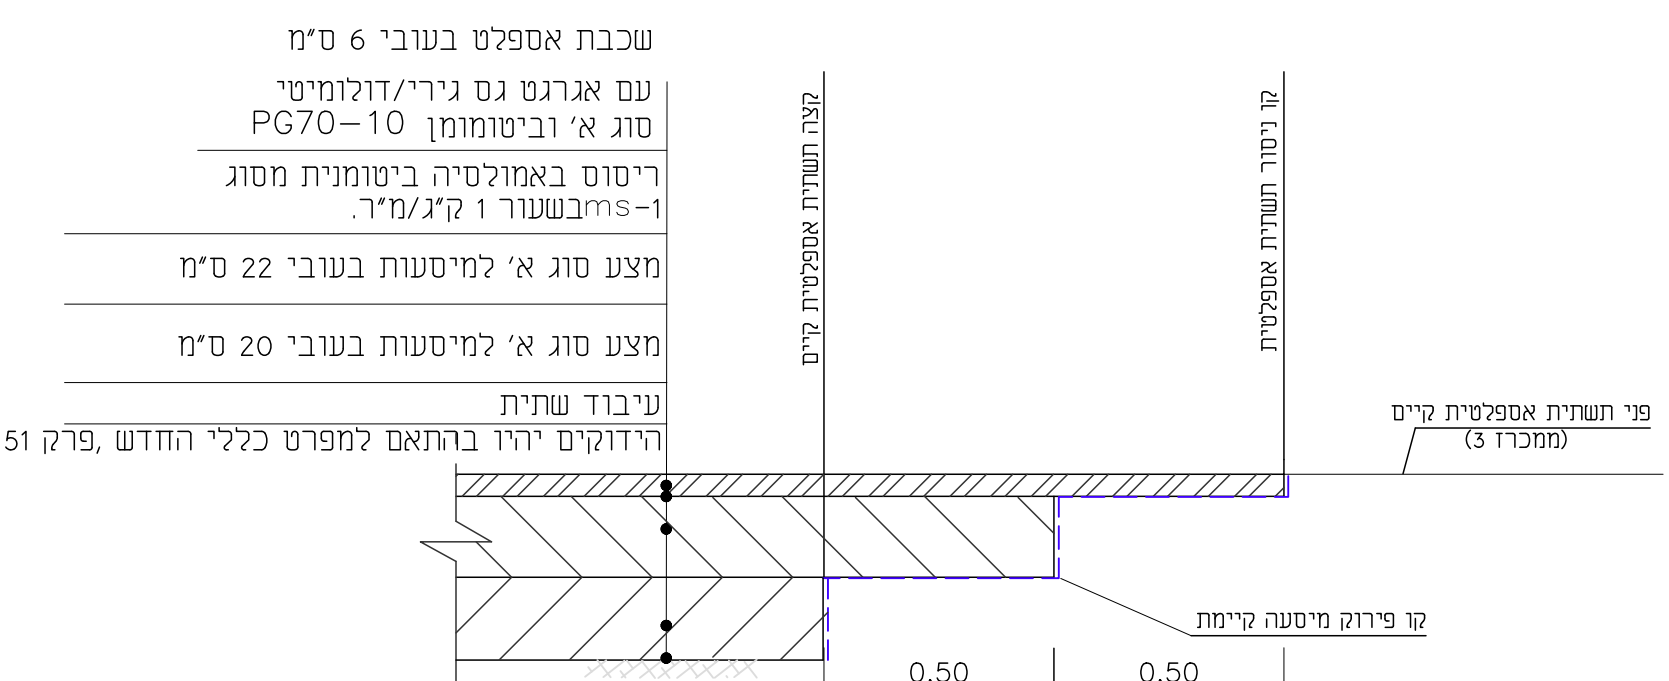 שכבת אספלט בעובי 6 ס"מ
עם אגרגט גס גירי/דולומיטי
סוג א' וביטומומן PG70-10
ריסוס באמולסיה ביטומנית מסוג
ms-1בשעור 1 ק"ג/מ"ר.
מצע סוג א' למיסעות בעובי 22 ס"מ
מצע סוג א' למיסעות בעובי 20 ס"מ
עיבוד שתית
הידוקים יהיו בהתאם למפרט כללי החדש ,פרק 51
קצה תשתית אספלטית קיים
קו ניסור תשתית אספלטית
פני תשתית אספלטית קיים
(ממכרז 3)
קו פירוק מיסעה קיימת
0.50
0.50